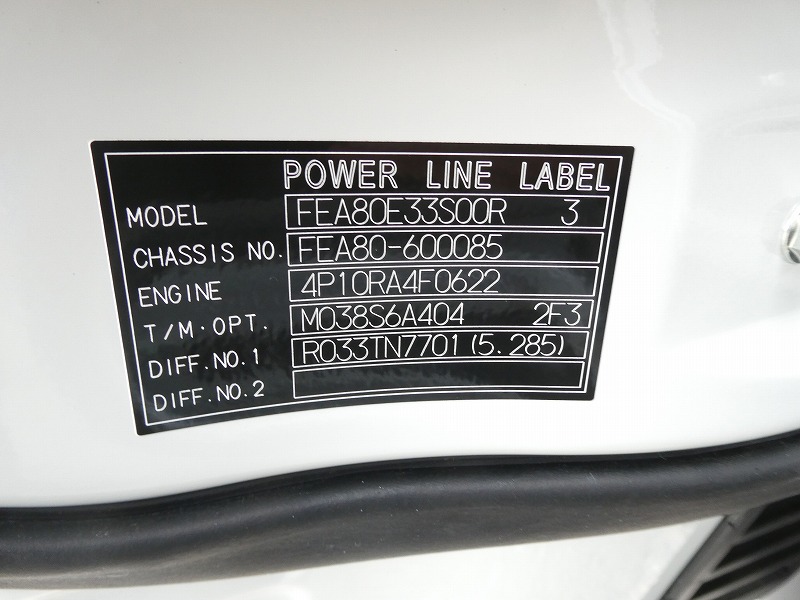 POWER LINE LABEL
MODEL FEA80E33S00R 3
CHASSIS NO. FEA80-600085
ENGINE 4P10RA4F0622
T/M·OPT. M038S6A404 2F3
DIFF.NO.1 R033TN7701(5.285)
DIFF.NO.2